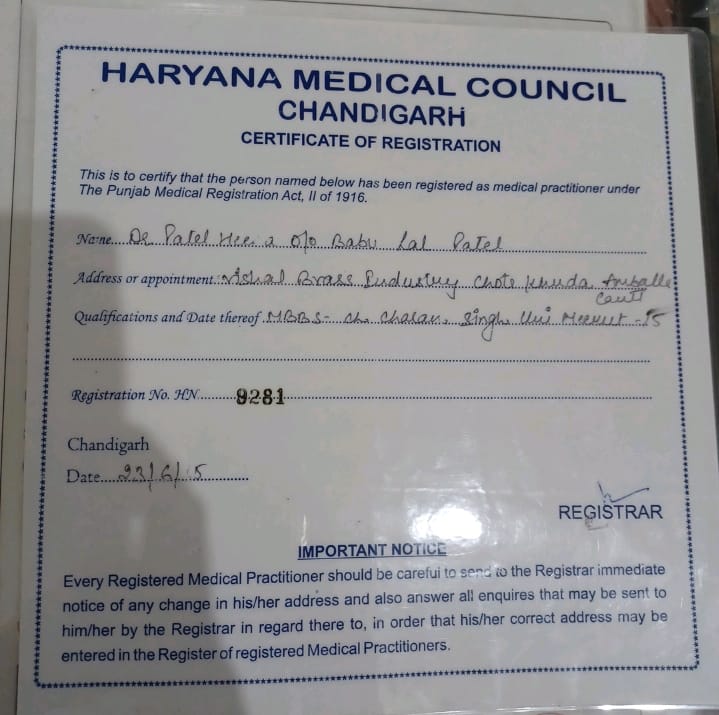 HARYANA MEDICAL COUNCIL
CHANDIGARH
CERTIFICATE OF REGISTRATION
This is to certify that the person named below has been registered as medical practitioner under
The Punjab Medical Registration Act, II of 1916.
Name....Dr Patel Heena D/o Babu Lal Patel
Address or appointment:Vishal Brass Industry Chote Khuda Amballa
Cantt
Qualifications and Date thereof.MBBS- Ch. Charan Singh Uni Meerut -15
Registration No. HN.......9281
Chandigarh
Date....23/6/15
REGISTRAR
IMPORTANT NOTICE
Every Registered Medical Practitioner should be careful to send to the Registrar immediate
notice of any change in his/her address and also answer all enquires that may be sent to
him/her by the Registrar in regard there to, in order that his/her correct address may be
entered in the Register of registered Medical Practitioners.